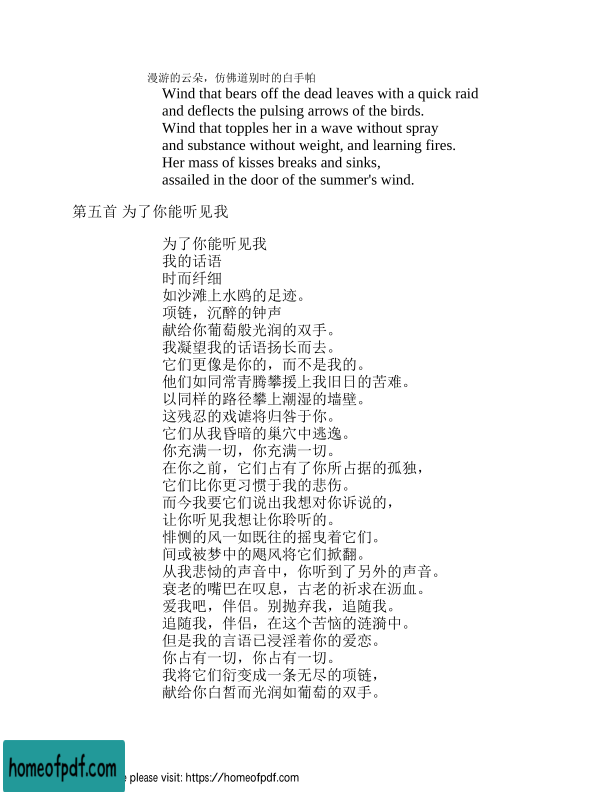 漫游的云朵，仿佛道别时的白手帕
Wind that bears off the dead leaves with a quick raid
and deflects the pulsing arrows of the birds.
Wind that topples her in a wave without spray
and substance without weight, and learning fires.
Her mass of kisses breaks and sinks,
assailed in the door of the summer's wind.
第五首 为了你能听见我
为了你能听见我
我的话语
时而纤细
如沙滩上水鸥的足迹。
项链，沉醉的钟声
献给你葡萄般光润的双手。
我凝望我的话语扬长而去。
它们更像是你的，而不是我的。
他们如同常青腾攀援上我旧日的苦难。
以同样的路径攀上潮湿的墙壁。
这残忍的戏谑将归咎于你。
它们从我昏暗的巢穴中逃逸。
你充满一切，你充满一切。
在你之前，它们占有了你所占据的孤独，
它们比你更习惯于我的悲伤。
而今我要它们说出我想对你诉说的，
让你听见我想让你聆听的。
悱恻的风一如既往的摇曳着它们。
间或被梦中的飓风将它们掀翻。
从我悲恸的声音中，你听到了另外的声音。
衰老的嘴巴在叹息，古老的祈求在沥血。
爱我吧，伴侣。别抛弃我，追随我。
追随我，伴侣，在这个苦恼的涟漪中。
但是我的言语已浸淫着你的爱恋。
你占有一切，你占有一切。
我将它们衍变成一条无尽的项链，
献给你白皙而光润如葡萄的双手。
homeofpdf.com
e please visit: https://homeofpdf.com